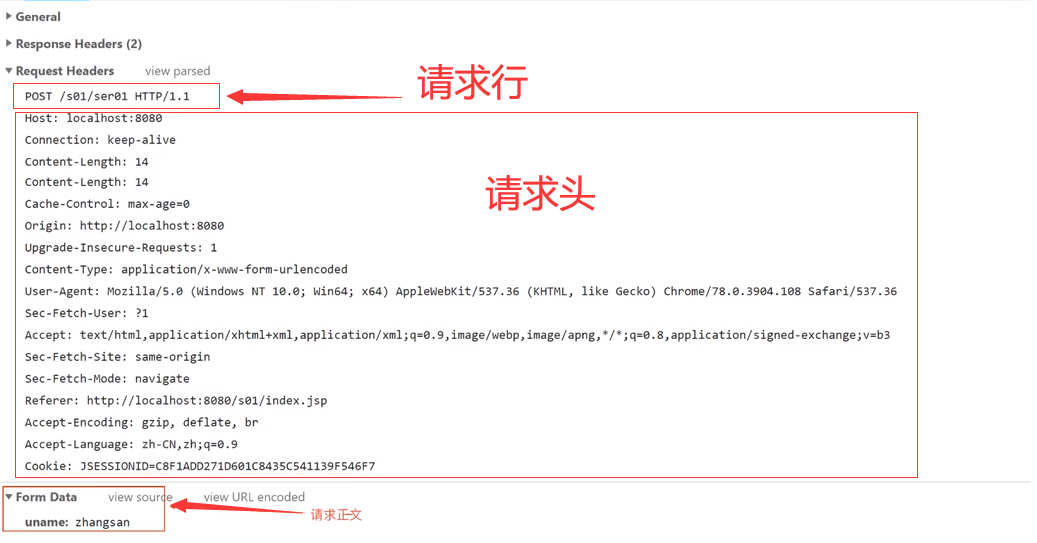 General
Response Headers (2)
Request Headers view parsed
请求行
POST /s01/ser01 HTTP/1.1
Host: localhost:8080
Connection: keep-alive
Content-Length: 14
Content-Length: 14
请求头
Cache-Control: max-age=0
Origin: http://localhost:8080
Upgrade-Insecure-Requests: 1
Content-Type: application/x-www-form-urlencoded
User-Agent: Mozilla/5.0 (Windows NT 10.0; Win64; x64) AppleWebKit/537.36 (KHTML, like Gecko) Chrome/78.0.3904.108 Safari/537.36
Sec-Fetch-User: ?1
Accept: text/html,application/xhtml+xml,application/xml;q=0.9,image/webp,image/apng,*/*;q=0.8,application/signed-exchange;v=b3
Sec-Fetch-Site: same-origin
Sec-Fetch-Mode: navigate
Referer: http://localhost:8080/s01/index.jsp
Accept-Encoding: gzip, deflate, br
Accept-Language: zh-CN,zh;q=0.9
Cookie: JSESSIONID=C8F1ADD271D601C8435C541139F546F7
Form Data view source view URL encoded
请求正文
uname: zhangsan